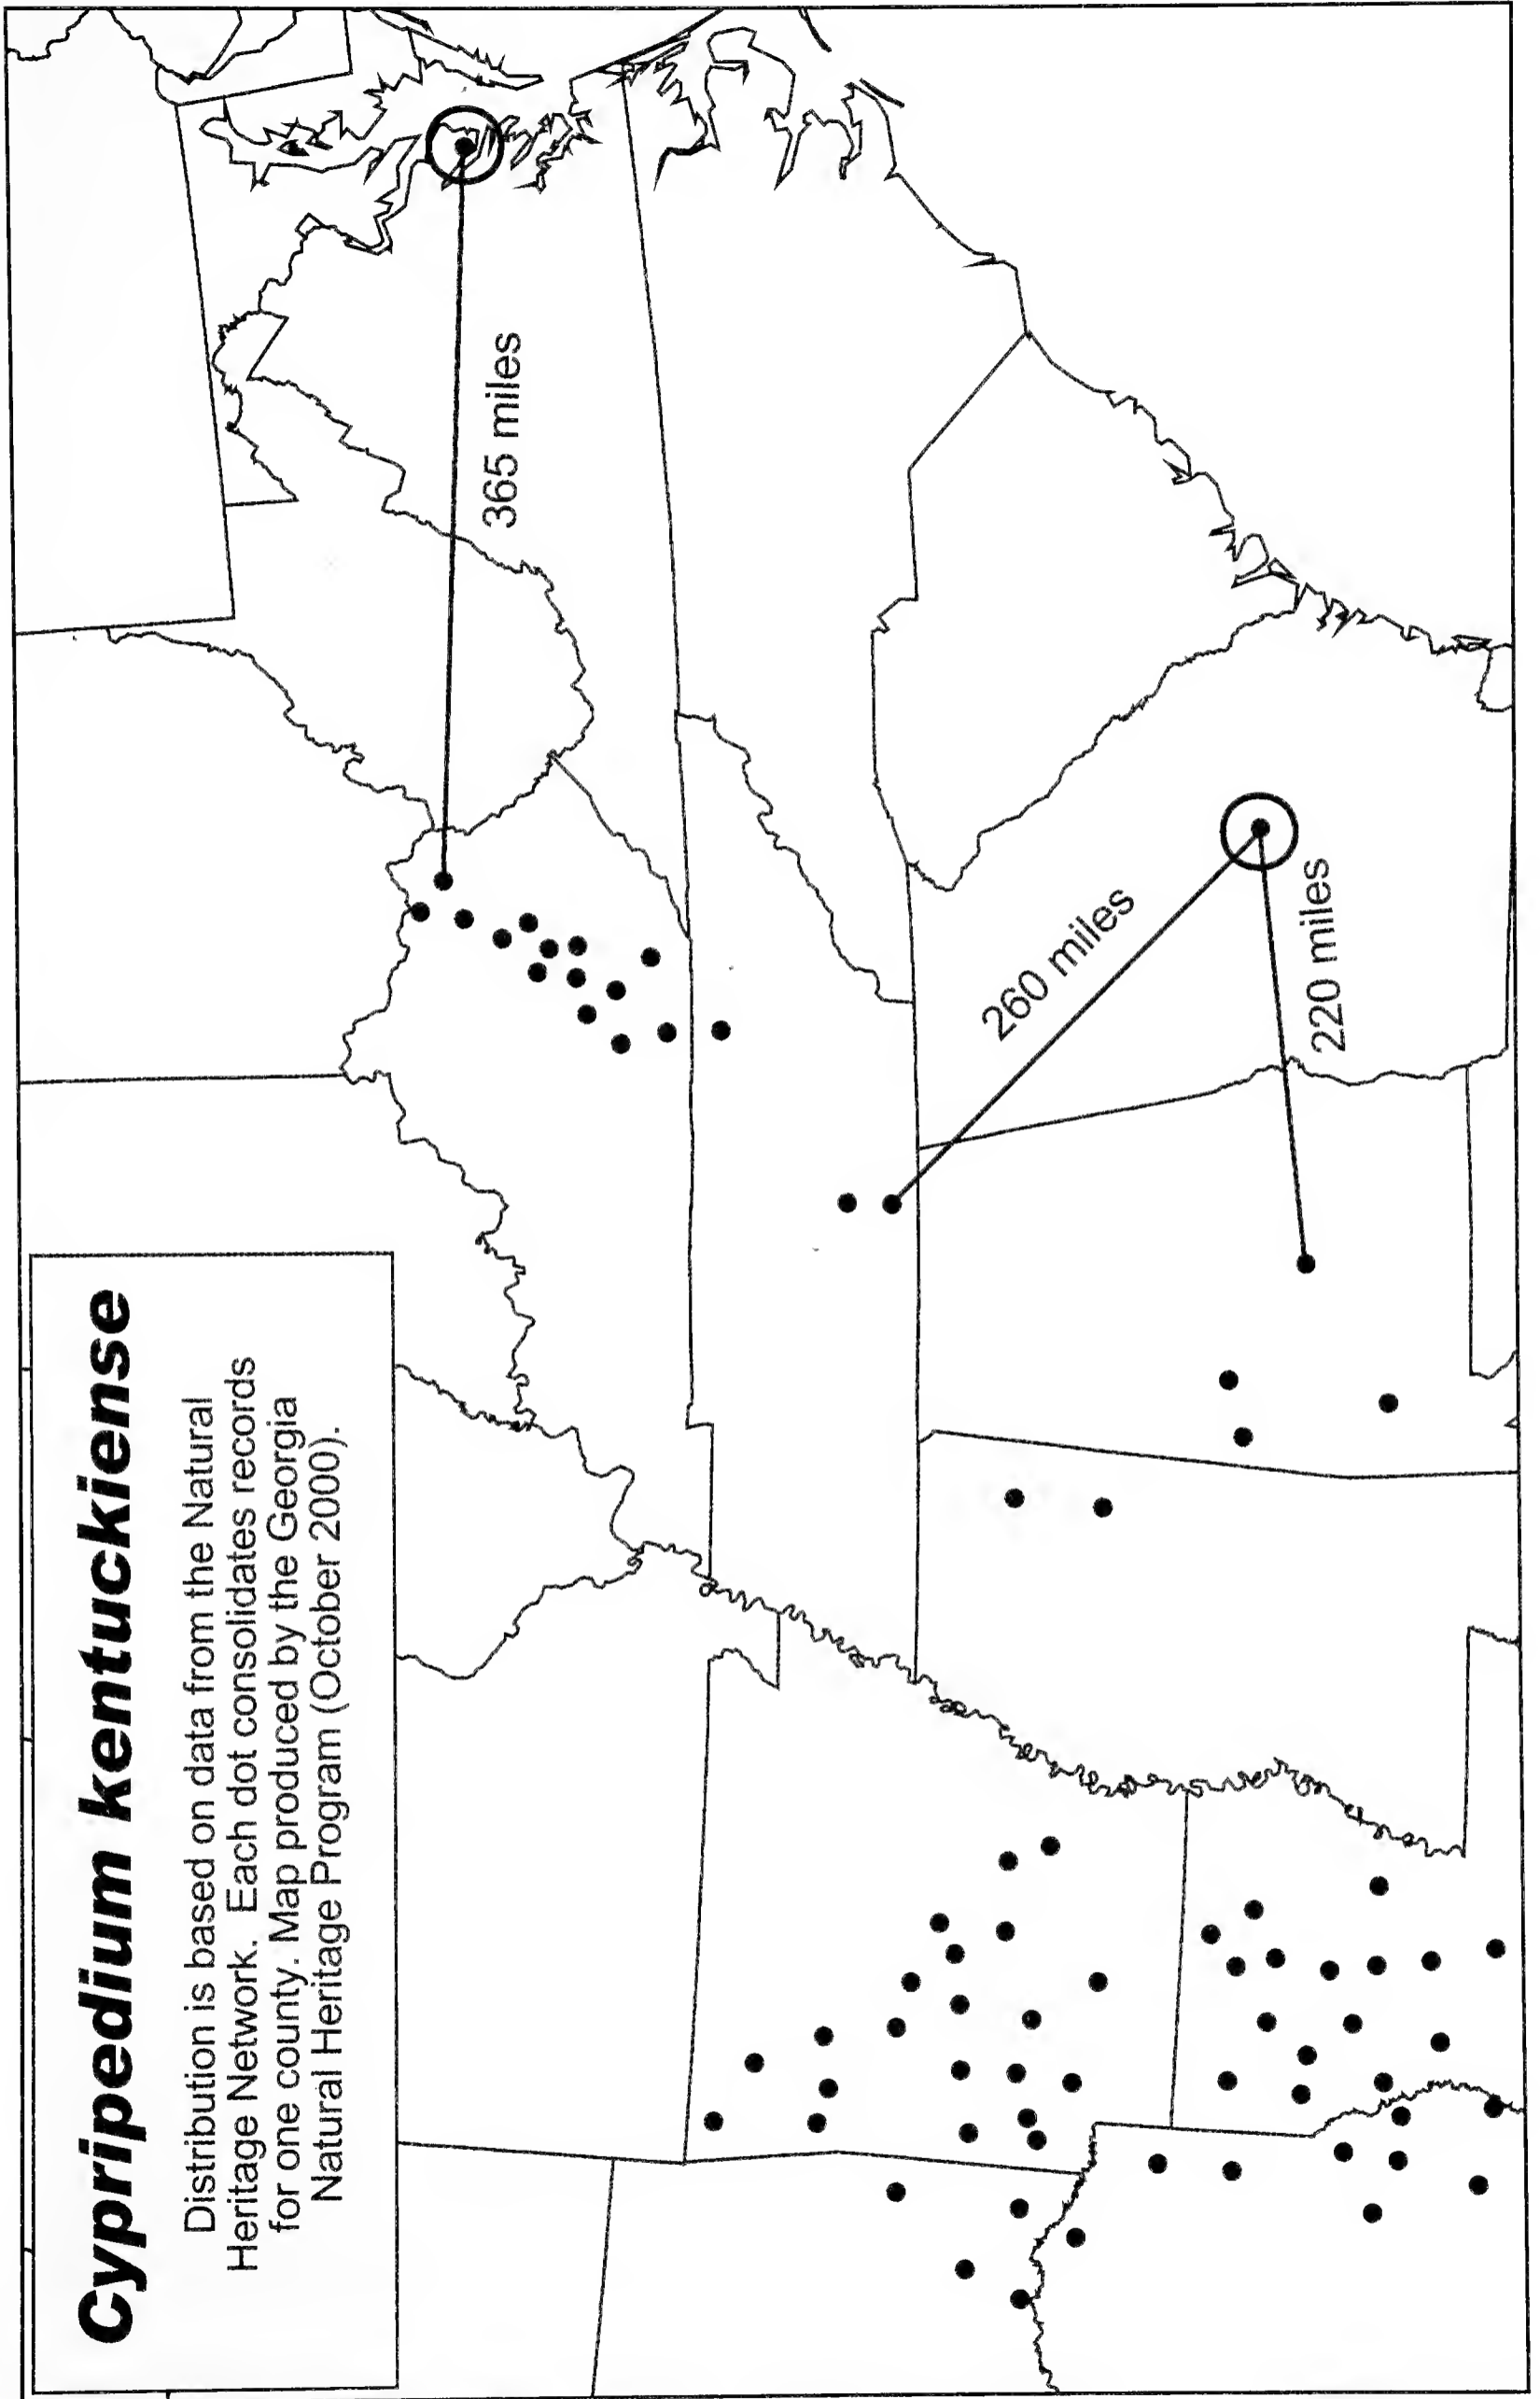 Cypripedium kentuckiense
Distribution is based on data from the Natural
Heritage Network. Each dot consolidates records
for one county. Map produced by the Georgia
Natural Heritage Program (October 2000).
365 miles
260 miles
220 miles